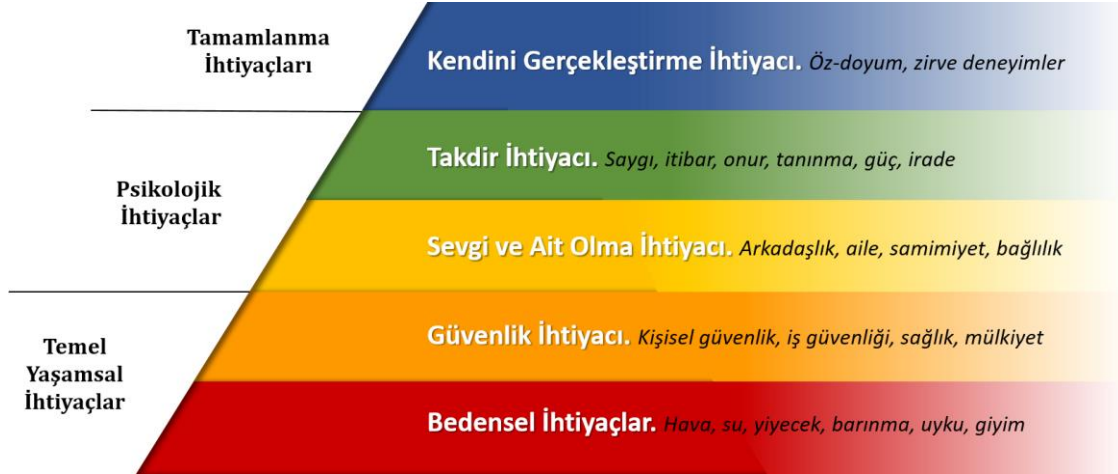 Tamamlanma
İhtiyaçları
Kendini Gerçekleştirme İhtiyacı. Öz-doyum, zirve deneyimler
Takdir İhtiyacı. Saygı, itibar, onur, tanınma, güç, irade
Psikolojik
İhtiyaçlar
Sevgi ve Ait Olma İhtiyacı. Arkadaşlık, aile, samimiyet, bağlılık
Güvenlik İhtiyacı. Kişisel güvenlik, iş güvenliği, sağlık, mülkiyet
Temel
Yaşamsal
İhtiyaçlar
Bedensel İhtiyaçlar. Hava, su, yiyecek, barınma, uyku, giyim